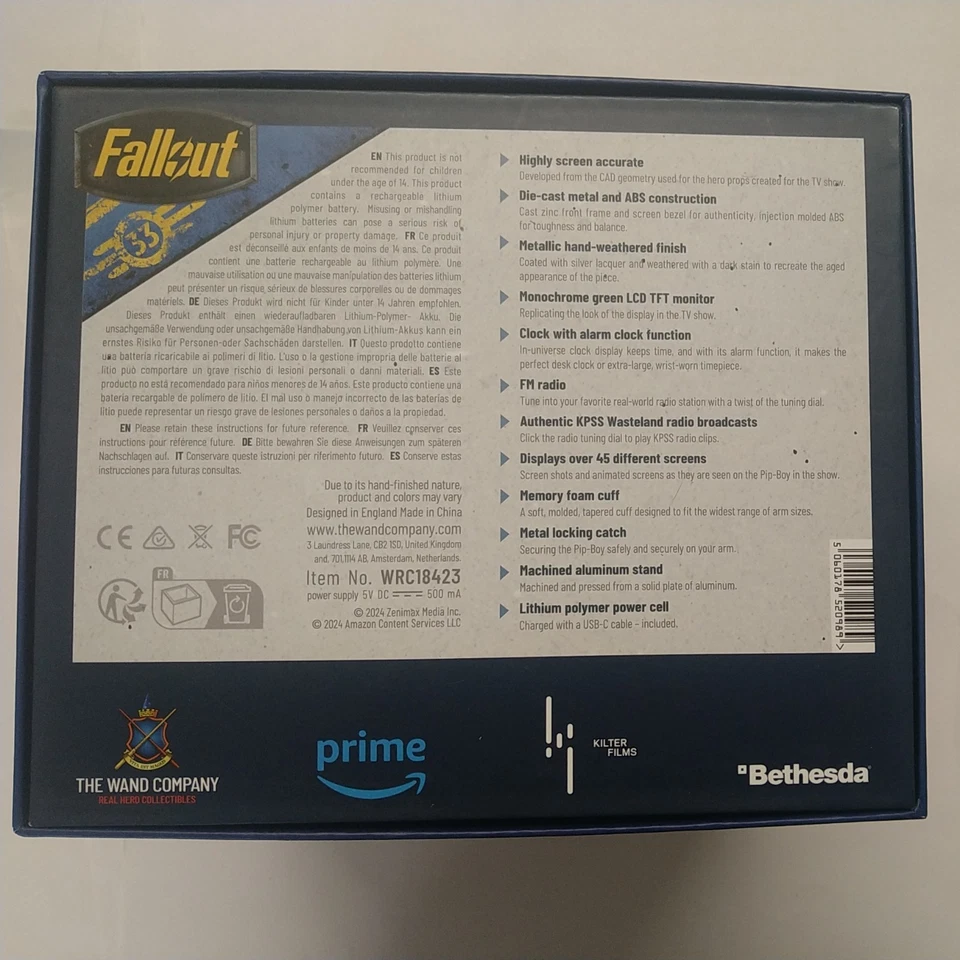 Fallout
33
EN This product is not
recommended for children
under the age of 14. This product
contains a rechargeable lithium
polymer battery. Misusing or mishandling
lithium batteries can pose a serious risk of
personal injury or property damage. FR Ce produit
est déconseillé aux enfants de moins de 14 ans. Ce produit
contient une batterie rechargeable au lithium polymère. Une
mauvaise utilisation ou une mauvaise manipulation des batteries lithium
peut présenter un risque sérieux de blessures corporelles ou de dommages
matériels. DE Dieses Produkt wird nicht für Kinder unter 14 Jahren empfohlen.
Dieses Produkt enthält einen wiederaufladbaren Lithium-Polymer- Akku. Die
unsachgemäße Verwendung oder unsachgemäße Handhabung von Lithium-Akkus kann ein
ernstes Risiko für Personen-oder Sachschäden darstellen. IT Questo prodotto contiene
una batteria ricaricabile ai polimeri di litio. L'uso o la gestione impropria delle batterie al
litio può comportare un grave rischio di lesioni personali o danni materiali. ES Este
producto no está recomendado para niños menores de 14 años. Este producto contiene una
batería recargable de polímero de litio. El mal uso o manejo incorrecto de las baterías de
litio puede representar un riesgo grave de lesiones personales o daños a la propiedad.
EN Please retain these instructions for future reference. FR Veuillez conserver ces
instructions pour référence future. DE Bitte bewahren Sie diese Anweisungen zum späteren
Nachschlagen auf. IT Conservare queste istruzioni per riferimento futuro. ES Conserve estas
instrucciones para futuras consultas.
Due to its hand-finished nature,
product and colors may vary
Designed in England Made in China
www.thewandcompany.com
3 Laundress Lane, CB2 1SD, United Kingdom
and, 701,1114 AB, Amsterdam, Netherlands.
Item No. WRC18423
power supply 5V DC 500 mA
© 2024 Zenimax Media Inc.
© 2024 Amazon Content Services LLC
CE
FC
FR
Highly screen accurate
Developed from the CAD geometry used for the hero props created for the TV show.
Die-cast metal and ABS construction
Cast zinc front frame and screen bezel for authenticity, injection molded ABS
for toughness and balance.
Metallic hand-weathered finish
Coated with silver lacquer and weathered with a dark stain to recreate the aged
appearance of the piece.
Monochrome green LCD TFT monitor
Replicating the look of the display in the TV show.
Clock with alarm clock function
In-universe clock display keeps time, and with its alarm function, it makes the
perfect desk clock or extra-large, wrist-worn timepiece.
FM radio
Tune into your favorite real-world radio station with a twist of the tuning dial.
Authentic KPSS Wasteland radio broadcasts
Click the radio tuning dial to play KPSS radio clips.
Displays over 45 different screens
Screen shots and animated screens as they are seen on the Pip-Boy in the show.
Memory foam cuff
A soft, molded, tapered cuff designed to fit the widest range of arm sizes.
Metal locking catch
Securing the Pip-Boy safely and securely on your arm.
Machined aluminum stand
Machined and pressed from a solid plate of aluminum.
Lithium polymer power cell
Charged with a USB-C cable – included.
5 060178 520989 >
THE WAND COMPANY
REAL HERO COLLECTIBLES
prime
KILTER
FILMS
Bethesda